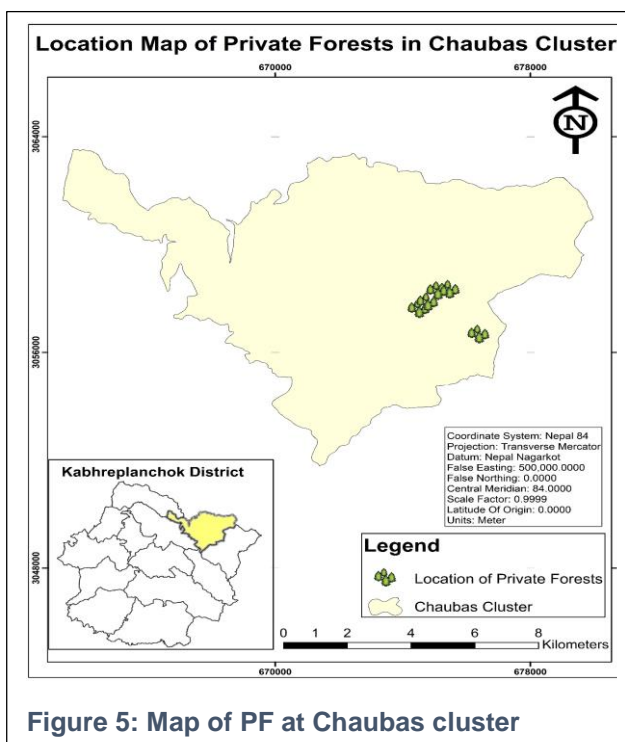 Location Map of Private Forests in Chaubas Cluster
670000 678000
N
3064000
3056000
3048000
Coordinate System: Nepal 84
Projection: Transverse Mercator
Datum: Nepal Nagarkot
False Easting: 500,000.0000
False Northing: 0.0000
Central Meridian: 84.0000
Scale Factor: 0.9999
Latitude Of Origin: 0.0000
Units: Meter
Kabhreplanchok District
Legend
Location of Private Forests
Chaubas Cluster
0 1 2 4 6 8
Kilometers
670000 678000
Figure 5: Map of PF at Chaubas cluster